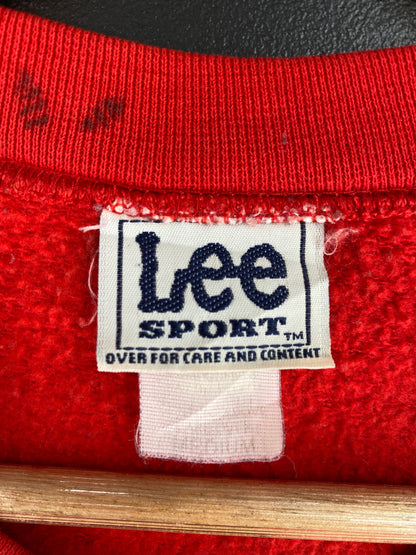 Lee
SPORT™
OVER FOR CARE AND CONTENT